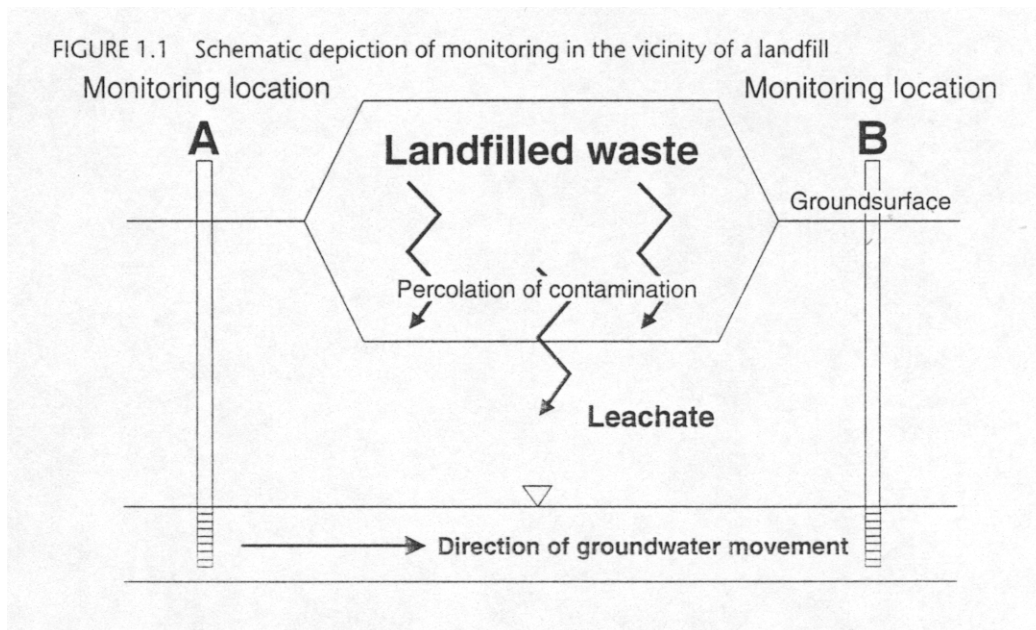 FIGURE 1.1 Schematic depiction of monitoring in the vicinity of a landfill
Monitoring location
A
Monitoring location
B
Landfilled waste
Groundsurface
Percolation of contamination
Leachate
Direction of groundwater movement